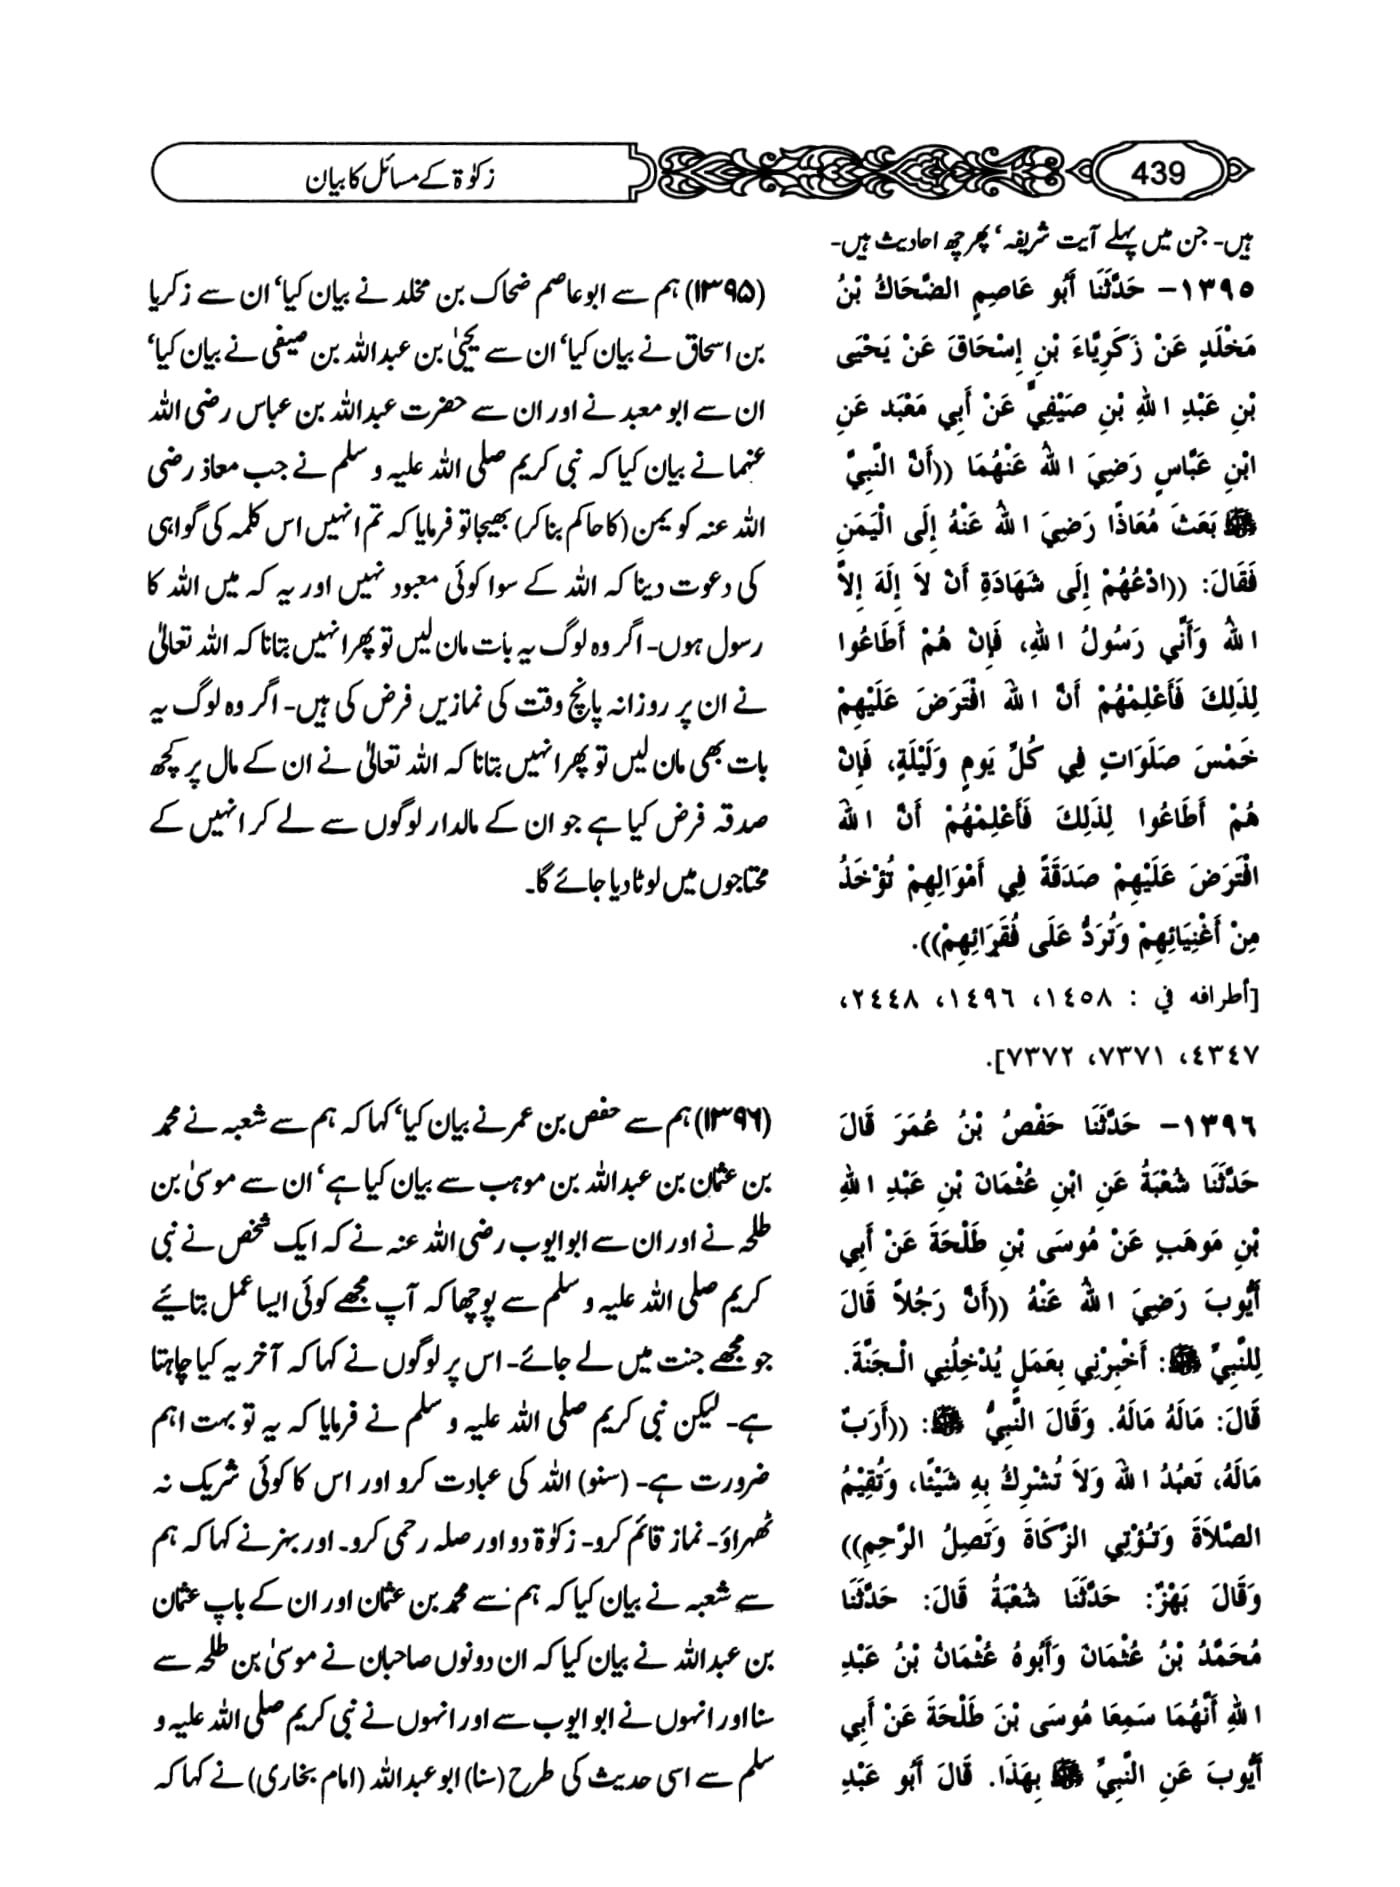 439
زکوٰۃ کے مسائل کا بیان
ہیں۔ جن میں پہلے آیت شریفہ‘ پھر چھ احادیث ہیں۔
١٣٩٥– حَدَّثَنَا أَبُو عَاصِمٍ الضَّحَاكُ بْنُ
مَخْلَدٍ عَنْ زَكَرِيَّاءَ بْنِ إِسْحَاقَ عَنْ يَحْيَى
بْنِ عَبْدِ اللهِ بْنِ صَيْفِيٍّ عَنْ أَبِي مَعْبَد عَنِ
ابْنِ عَبَّاسٍ رَضِيَ اللهُ عَنْهُمَا ((أَنَّ النَّبِيَّ
ﷺ بَعَثَ مُعَاذًا رَضِيَ اللهُ عَنْهُ إِلَى الْيَمَنِ
فَقَالَ: ((ادْعُهُمْ إِلَى شَهَادَةِ أَنْ لاَ إِلَهَ إِلاَّ
اللهُ وَأَنِّي رَسُولُ اللهِ، فَإِنْ هُمْ أَطَاعُوا
لِذَلِكَ فَأَعْلِمْهُمْ أَنَّ اللهَ افْتَرَضَ عَلَيْهِمْ
خَمْسَ صَلَوَاتٍ فِي كُلِّ يَومٍ وَلَيْلَةٍ، فَإِنْ
هُمْ أَطَاعُوا لِذَلِكَ فَأَعْلِمْهُمْ أَنَّ اللهَ
افْتَرَضَ عَلَيْهِمْ صَدَقَةً فِي أَمْوَالِهِمْ تُؤْخَذُ
مِنْ أَغْنِيَائِهِمْ وَتُرَدُّ عَلَى فُقَرَائِهِمْ)).
[أطرافه في : ١٤٥٨، ١٤٩٦، ٢٤٤٨،
٤٣٤٧، ٧٣٧١، ٧٣٧٢].
(۱۳۹۵) ہم سے ابوعاصم ضحاک بن مخلد نے بیان کیا‘ ان سے زکریا
بن اسحاق نے بیان کیا‘ ان سے یحییٰ بن عبداللہ بن صیفی نے بیان کیا‘
ان سے ابو معبد نے اور ان سے حضرت عبداللہ بن عباس رضی اللہ
عنہما نے بیان کیا کہ نبی کریم صلی اللہ علیہ و سلم نے جب معاذ رضی
اللہ عنہ کو یمن (کا حاکم بنا کر) بھیجا تو فرمایا کہ تم انہیں اس کلمہ کی گواہی
کی دعوت دینا کہ اللہ کے سوا کوئی معبود نہیں اور یہ کہ میں اللہ کا
رسول ہوں۔ اگر وہ لوگ یہ بات مان لیں تو پھر انہیں بتانا کہ اللہ تعالیٰ
نے ان پر روزانہ پانچ وقت کی نمازیں فرض کی ہیں۔ اگر وہ لوگ یہ
بات بھی مان لیں تو پھر انہیں بتانا کہ اللہ تعالیٰ نے ان کے مال پر کچھ
صدقہ فرض کیا ہے جو ان کے مالدار لوگوں سے لے کر انہیں کے
محتاجوں میں لوٹا دیا جائے گا۔
١٣٩٦– حَدَّثَنَا حَفْصُ بْنُ عُمَرَ قَالَ
حَدَّثَنَا شُعْبَةُ عَنِ ابْنِ عُثْمَانَ بْنِ عَبْدِ اللهِ
بْنِ مَوهَبٍ عَنْ مُوسَى بْنِ طَلْحَةَ عَنْ أَبِي
أَيُّوبَ رَضِيَ اللهُ عَنْهُ ((أَنَّ رَجُلاً قَالَ
لِلنَّبِيِّ ﷺ: أَخْبِرْنِي بِعَمَلٍ يُدْخِلُنِي الْجَنَّةَ.
قَالَ: مَالَهُ مَالَهُ. وَقَالَ النَّبِيُّ ﷺ: ((أَرَبٌ
مَالَهُ، تَعبُدُ اللهَ وَلاَ تُشْرِكُ بِهِ شَيْئًا، وَتُقِيْمُ
الصَّلاَةَ وَتُؤْتِي الزَّكَاةَ وَتَصِلُ الرَّحِمِ))
وَقَالَ بَهْزٌ: حَدَّثَنَا شُعْبَةُ قَالَ: حَدَّثَنَا
مُحَمَّدُ بْنُ عُثْمَانَ وَأَبُوهُ عُثْمَانُ بْنُ عَبْدِ
اللهِ أَنَّهُمَا سَمِعَا مُوسَى بْنَ طَلْحَةَ عَنْ أَبِي
أَيُّوبَ عَنِ النَّبِيِّ ﷺ بِهَذَا. قَالَ أَبُو عَبْدِ
(۱۳۹۶) ہم سے حفص بن عمر نے بیان کیا‘ کہا کہ ہم سے شعبہ نے محمد
بن عثمان بن عبداللہ بن موہب سے بیان کیا ہے‘ ان سے موسیٰ بن
طلحہ نے اور ان سے ابوایوب رضی اللہ عنہ نے کہ ایک شخص نے نبی
کریم صلی اللہ علیہ و سلم سے پوچھا کہ آپ مجھے کوئی ایسا عمل بتائیے
جو مجھے جنت میں لے جائے۔ اس پر لوگوں نے کہا کہ آخر یہ کیا چاہتا
ہے۔ لیکن نبی کریم صلی اللہ علیہ و سلم نے فرمایا کہ یہ تو بہت اہم
ضرورت ہے۔ (سنو) اللہ کی عبادت کرو اور اس کا کوئی شریک نہ
ٹھہراؤ۔ نماز قائم کرو۔ زکوٰۃ دو اور صلہ رحمی کرو۔ اور بہز نے کہا کہ ہم
سے شعبہ نے بیان کیا کہ ہم سے محمد بن عثمان اور ان کے باپ عثمان
بن عبداللہ نے بیان کیا کہ ان دونوں صاحبان نے موسیٰ بن طلحہ سے
سنا اور انہوں نے ابو ایوب سے اور انہوں نے نبی کریم صلی اللہ علیہ و
سلم سے اسی حدیث کی طرح (سنا) ابو عبداللہ (امام بخاری) نے کہا کہ